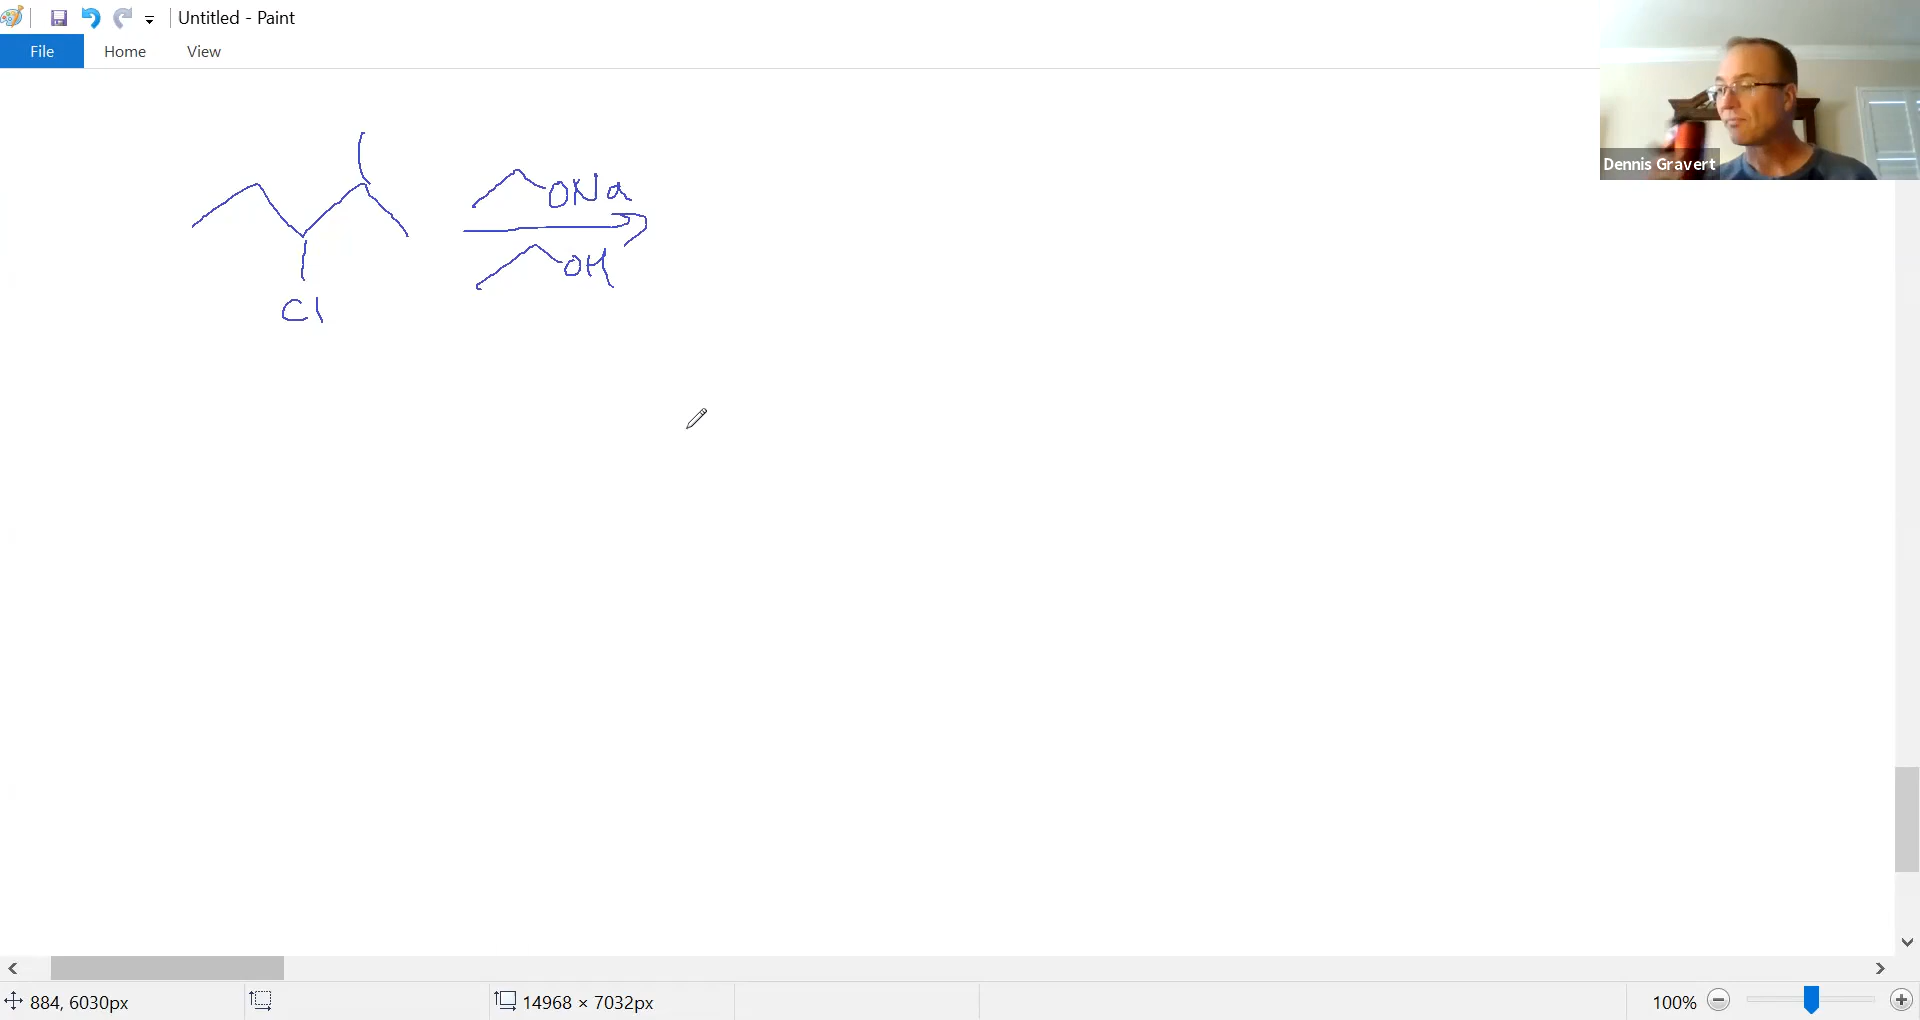 Untitled - Paint
File Home View
Dennis Gravert
ONa
OH
Cl
884, 6030px
14968 × 7032px
100%